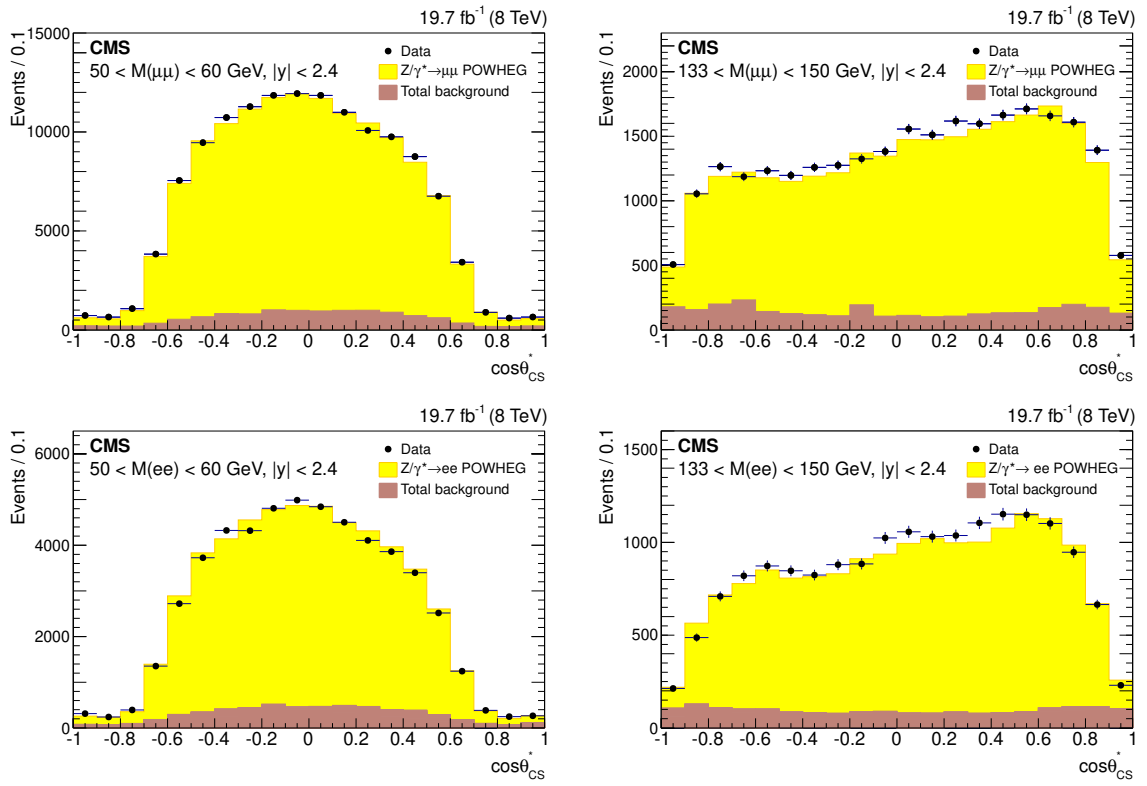 19.7 fb⁻¹ (8 TeV)
Events / 0.1
CMS
50 < M(μμ) < 60 GeV, |y| < 2.4
Data
Z/γ*→μμ POWHEG
Total background
15000
10000
5000
0
-1 -0.8 -0.6 -0.4 -0.2 0 0.2 0.4 0.6 0.8 1
cosθ*CS
19.7 fb⁻¹ (8 TeV)
Events / 0.1
CMS
133 < M(μμ) < 150 GeV, |y| < 2.4
Data
Z/γ*→μμ POWHEG
Total background
2000
1500
1000
500
0
-1 -0.8 -0.6 -0.4 -0.2 0 0.2 0.4 0.6 0.8 1
cosθ*CS
19.7 fb⁻¹ (8 TeV)
Events / 0.1
CMS
50 < M(ee) < 60 GeV, |y| < 2.4
Data
Z/γ*→ee POWHEG
Total background
6000
4000
2000
0
-1 -0.8 -0.6 -0.4 -0.2 0 0.2 0.4 0.6 0.8 1
cosθ*CS
19.7 fb⁻¹ (8 TeV)
Events / 0.1
CMS
133 < M(ee) < 150 GeV, |y| < 2.4
Data
Z/γ*→ ee POWHEG
Total background
1500
1000
500
0
-1 -0.8 -0.6 -0.4 -0.2 0 0.2 0.4 0.6 0.8 1
cosθ*CS